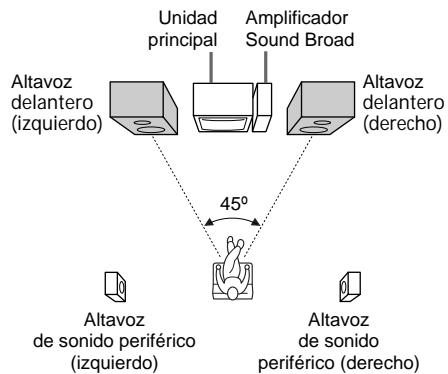 Unidad
principal
Amplificador
Sound Broad
Altavoz
delantero
(izquierdo)
Altavoz
delantero
(derecho)
45º
Altavoz
de sonido periférico
(izquierdo)
Altavoz
de sonido
periférico (derecho)